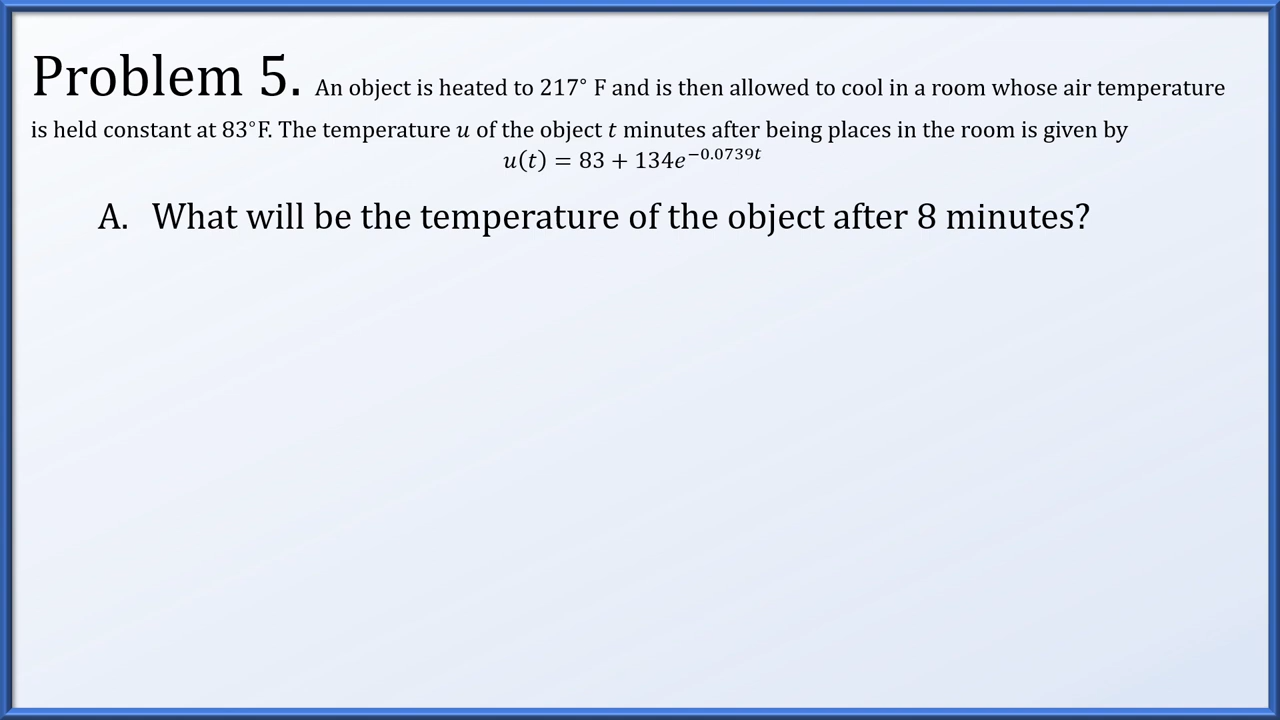 Problem 5. An object is heated to 217° F and is then allowed to cool in a room whose air temperature
is held constant at 83°F. The temperature u of the object t minutes after being places in the room is given by
u(t) = 83 + 134e^{−0.0739t}
A. What will be the temperature of the object after 8 minutes?